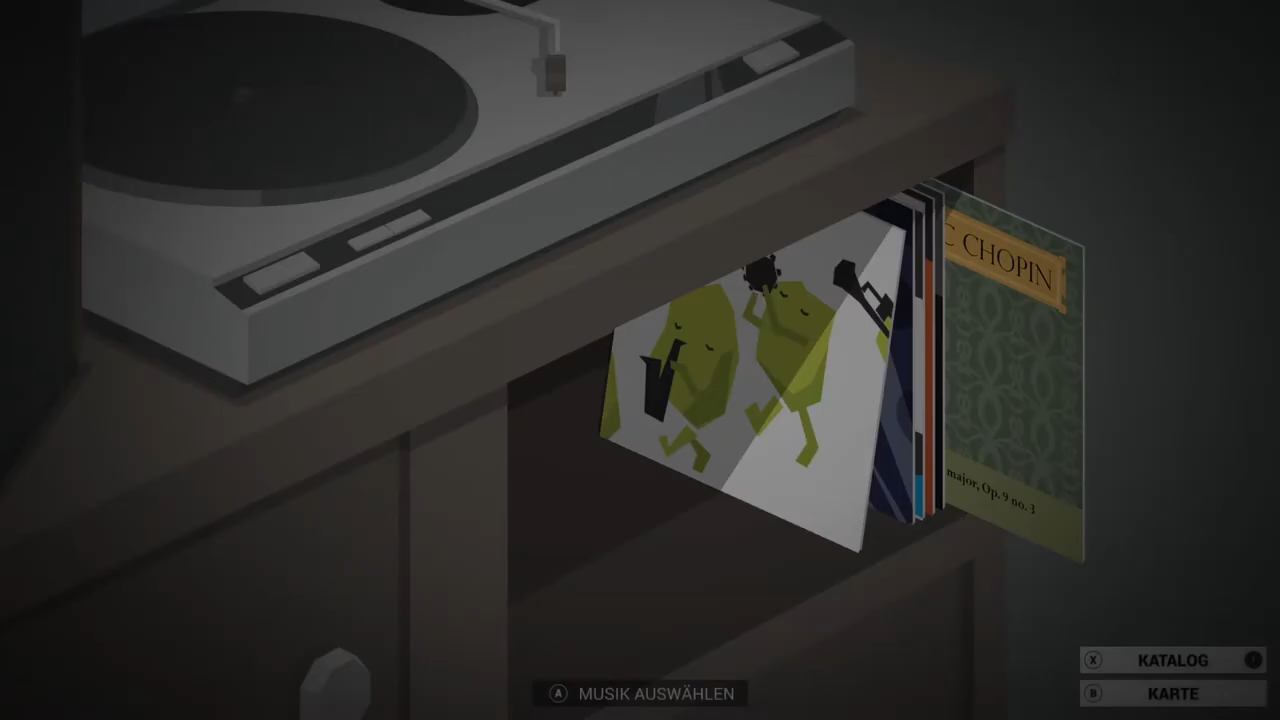 C CHOPIN
major, Op. 9 no. 3
X KATALOG
A MUSIK AUSWÄHLEN
B KARTE